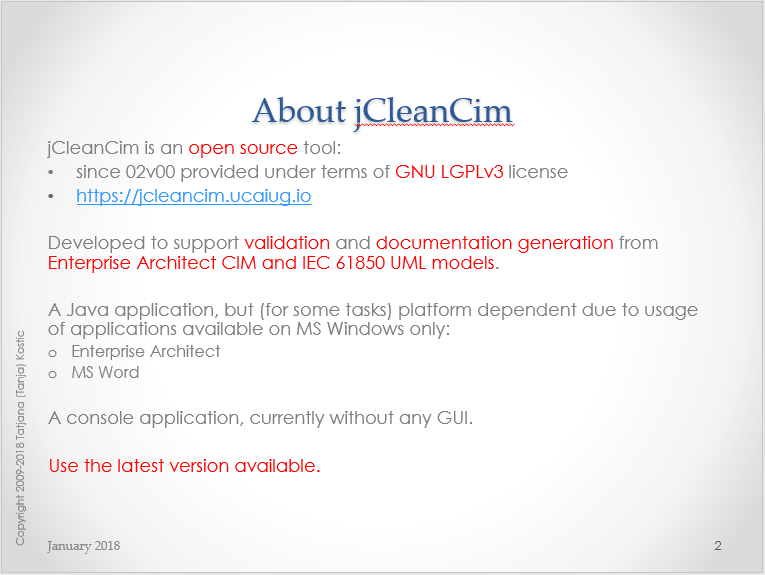 About jCleanCim
jCleanCim is an open source tool:
• since 02v00 provided under terms of GNU LGPLv3 license
• https://jcleancim.ucaiug.io
Developed to support validation and documentation generation from
Enterprise Architect CIM and IEC 61850 UML models.
A Java application, but (for some tasks) platform dependent due to usage
of applications available on MS Windows only:
o Enterprise Architect
o MS Word
A console application, currently without any GUI.
Use the latest version available.
Copyright 2009-2018 Tatjana (Tanja) Kostic
January 2018
2